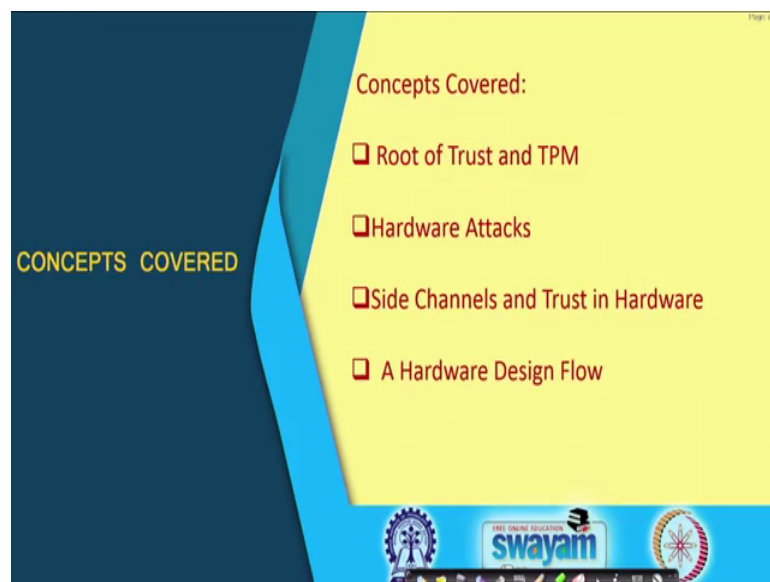 Concepts Covered:
❑ Root of Trust and TPM
❑Hardware Attacks
CONCEPTS COVERED
❑Side Channels and Trust in Hardware
❑ A Hardware Design Flow
FREE ONLINE EDUCATION
swayam